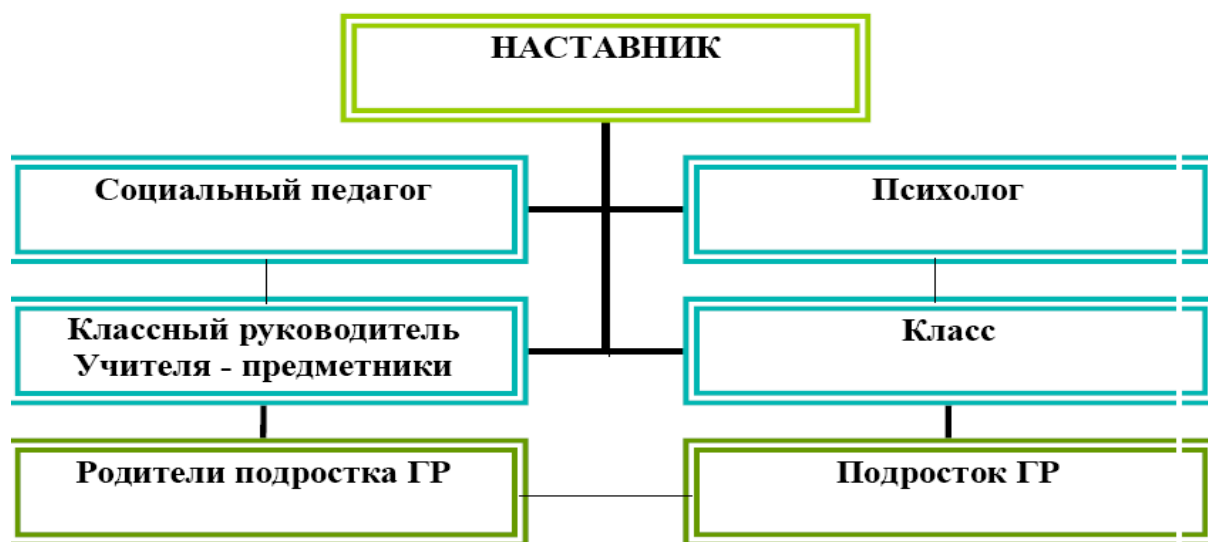 НАСТАВНИК
Социальный педагог
Психолог
Классный руководитель
Учителя - предметники
Класс
Родители подростка ГР
Подросток ГР